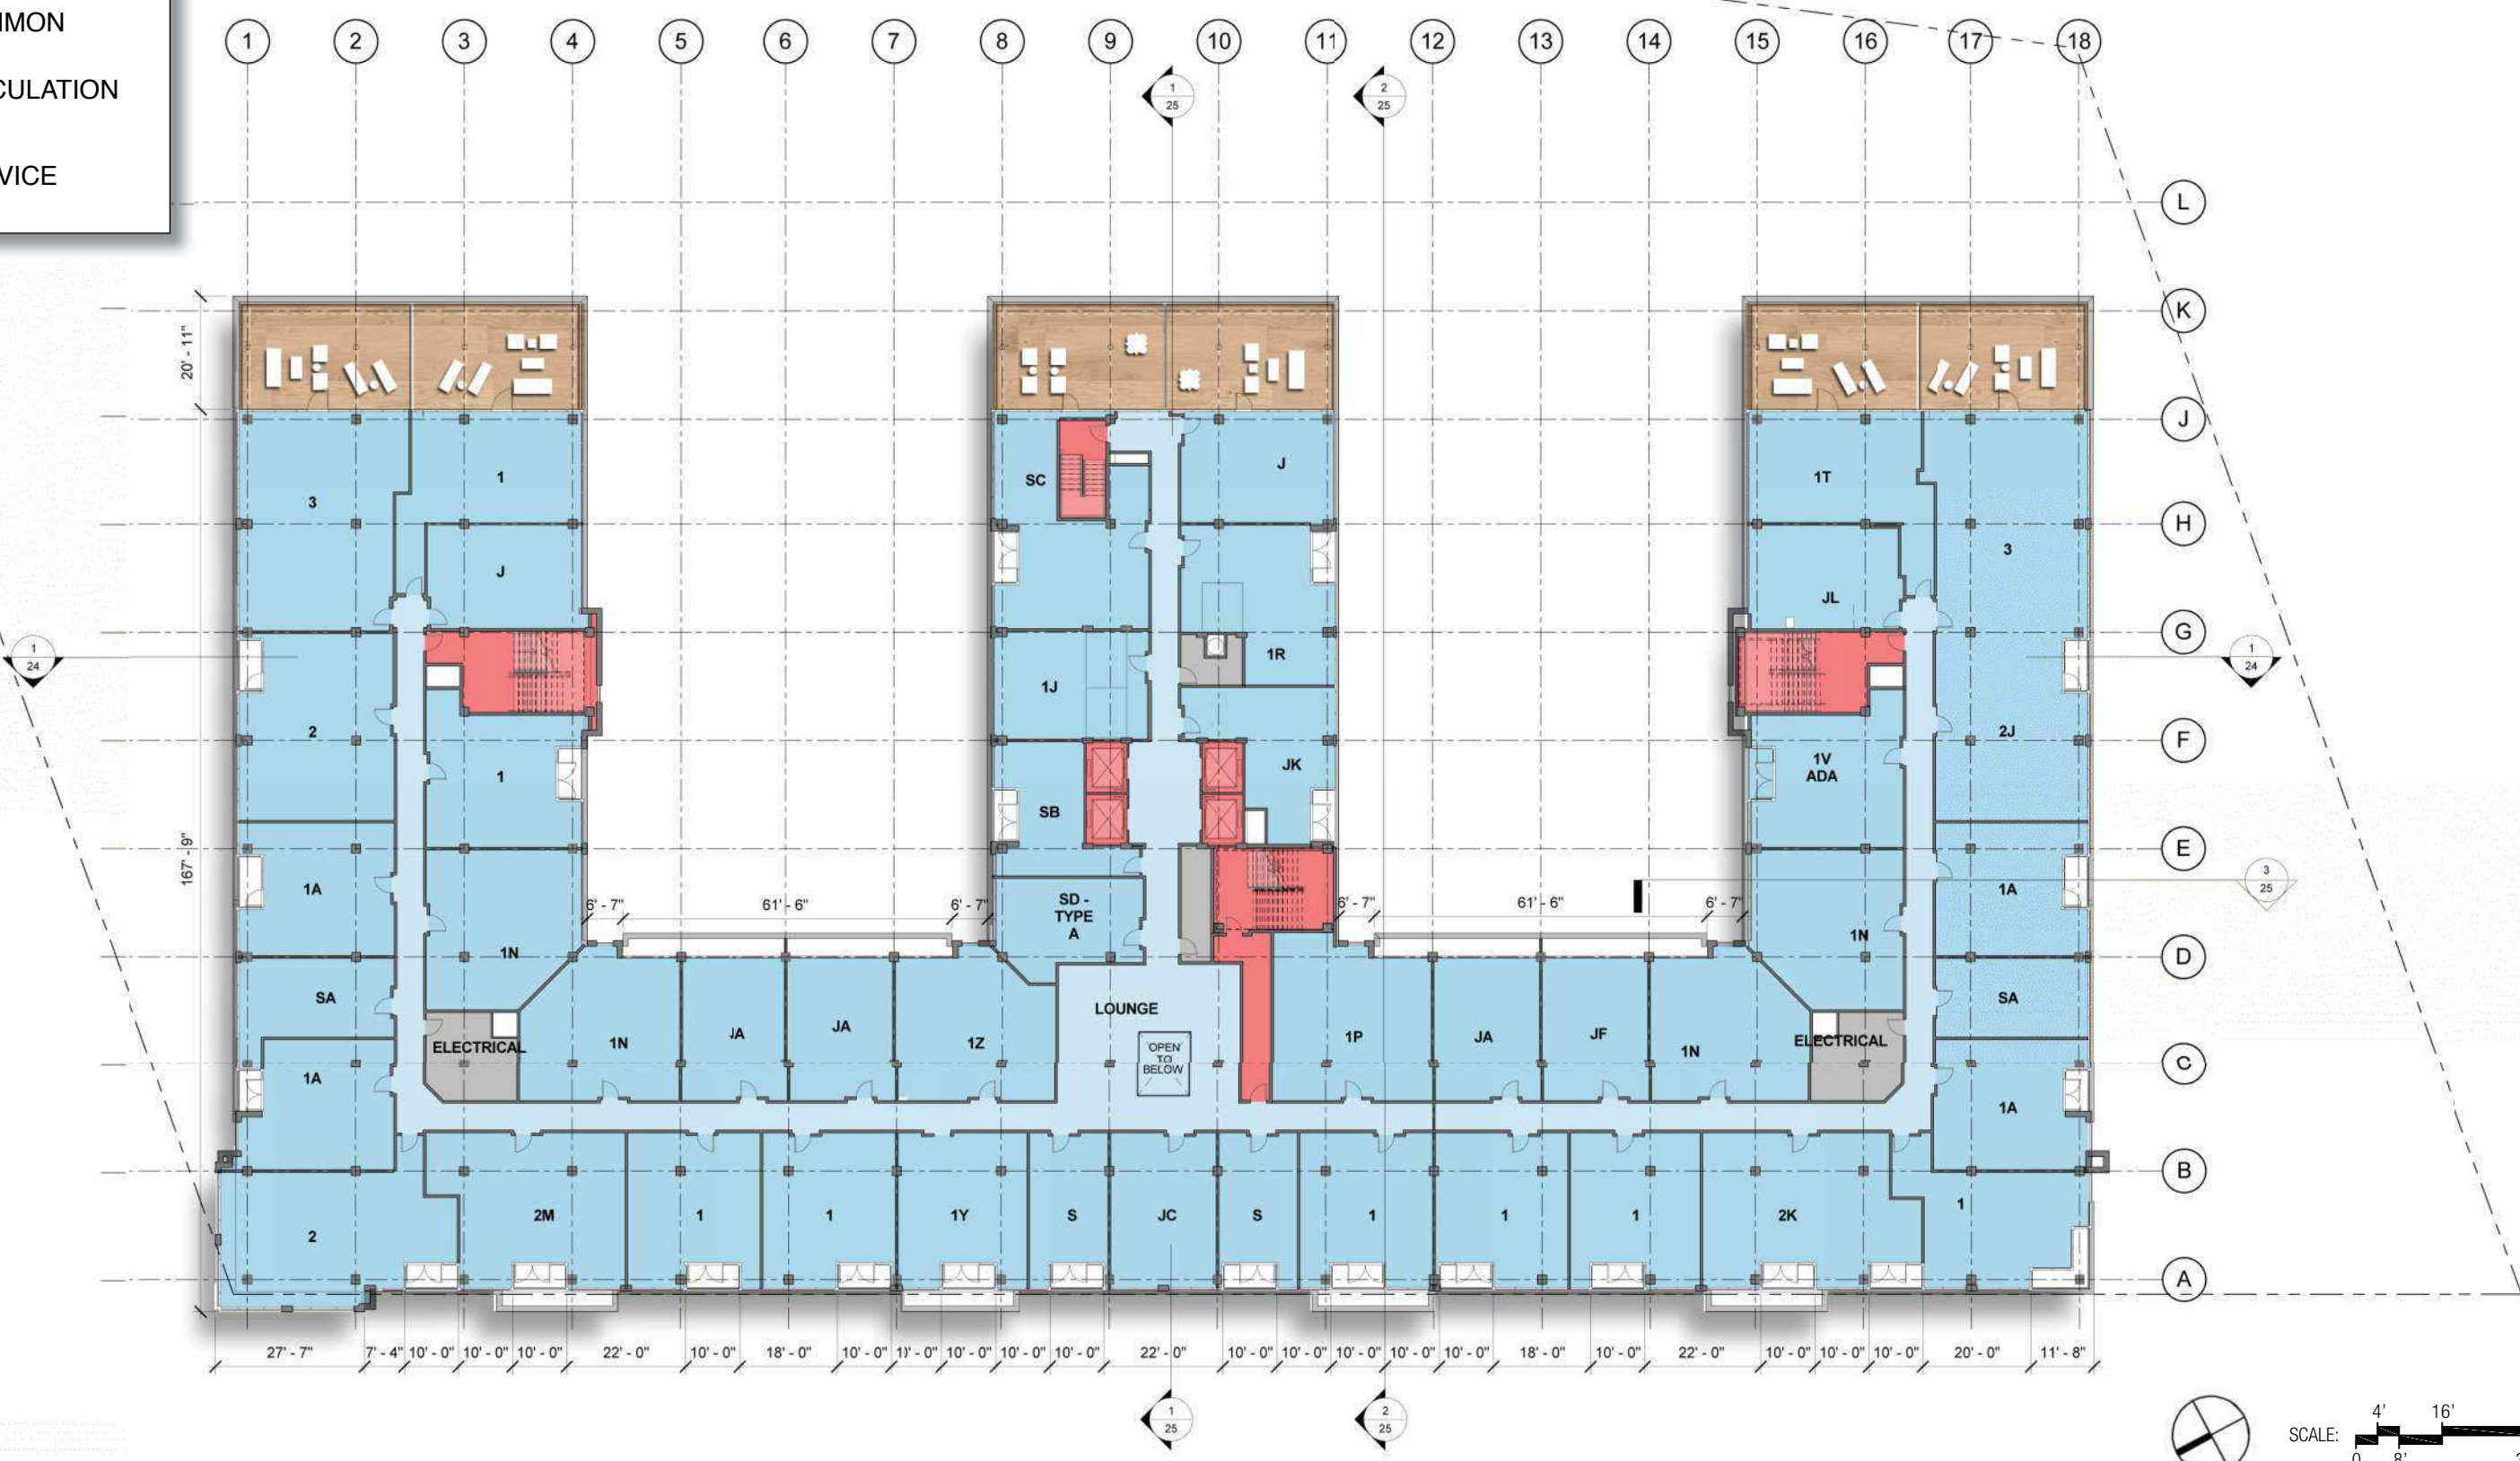 MMON
CULATION
VICE
1 2 3 4 5 6 7 8 9 10 11 12 13 14 15 16 17 18
1
25
2
25
L
K
J
H
G
F
E
D
C
B
A
20' - 11"
167' - 9"
1
24
1
24
3
25
3
1
J
2
1
1A
1N
SA
1A
ELECTRICAL
2
SC
J
1R
1J
JK
SB
SD -
TYPE
A
LOUNGE
OPEN
TO
BELOW
1T
3
JL
2J
1V
ADA
1A
1N
SA
ELECTRICAL
1A
1
6' - 7" 61' - 6" 6' - 7" 6' - 7" 61' - 6" 6' - 7"
1N JA JA 1Z 1P JA JF 1N
2M 1 1 1Y S JC S 1 1 1 2K
27' - 7" 7' - 4" 10' - 0" 10' - 0" 10' - 0" 22' - 0" 10' - 0" 18' - 0" 10' - 0" 11' - 0" 10' - 0" 10' - 0" 10' - 0" 22' - 0" 10' - 0" 10' - 0" 10' - 0" 10' - 0" 10' - 0" 18' - 0" 10' - 0" 22' - 0" 10' - 0" 10' - 0" 10' - 0" 20' - 0" 11' - 8"
1
25
2
25
SCALE: 4' 16'
0 8'